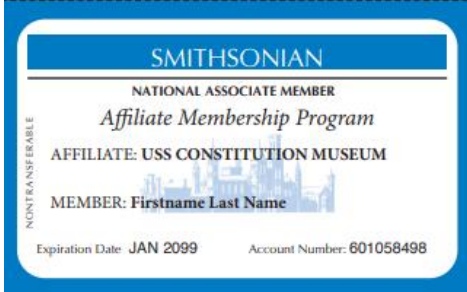 SMITHSONIAN
NATIONAL ASSOCIATE MEMBER
Affiliate Membership Program
NONTRANSFERABLE
AFFILIATE: USS CONSTITUTION MUSEUM
MEMBER: Firstname Last Name
Expiration Date JAN 2099 Account Number: 601058498